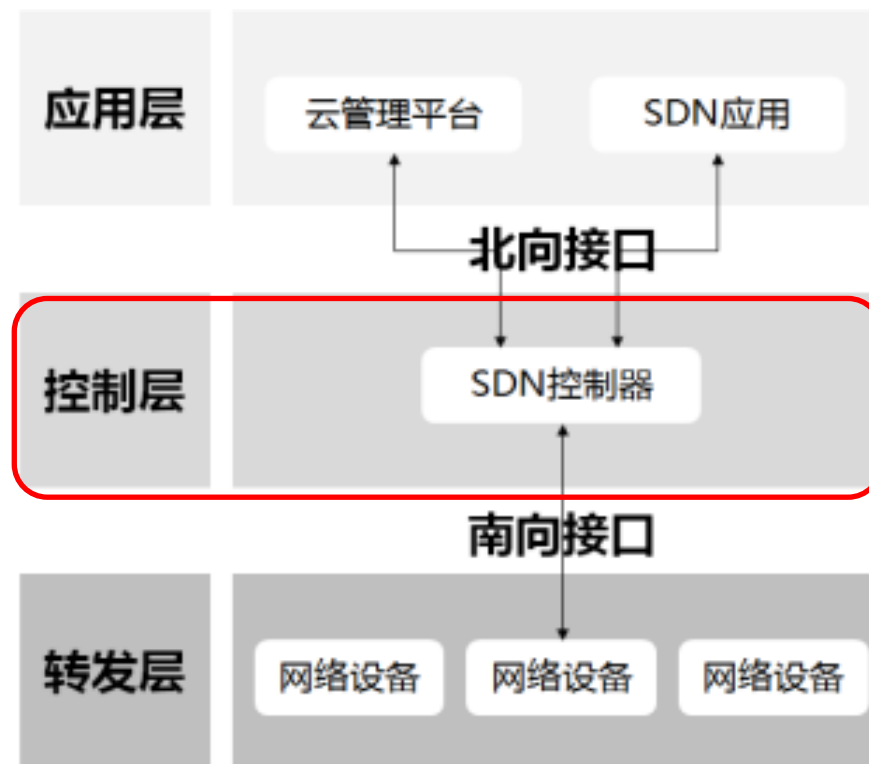 应用层
云管理平台
SDN应用
北向接口
控制层
SDN控制器
南向接口
转发层
网络设备
网络设备
网络设备